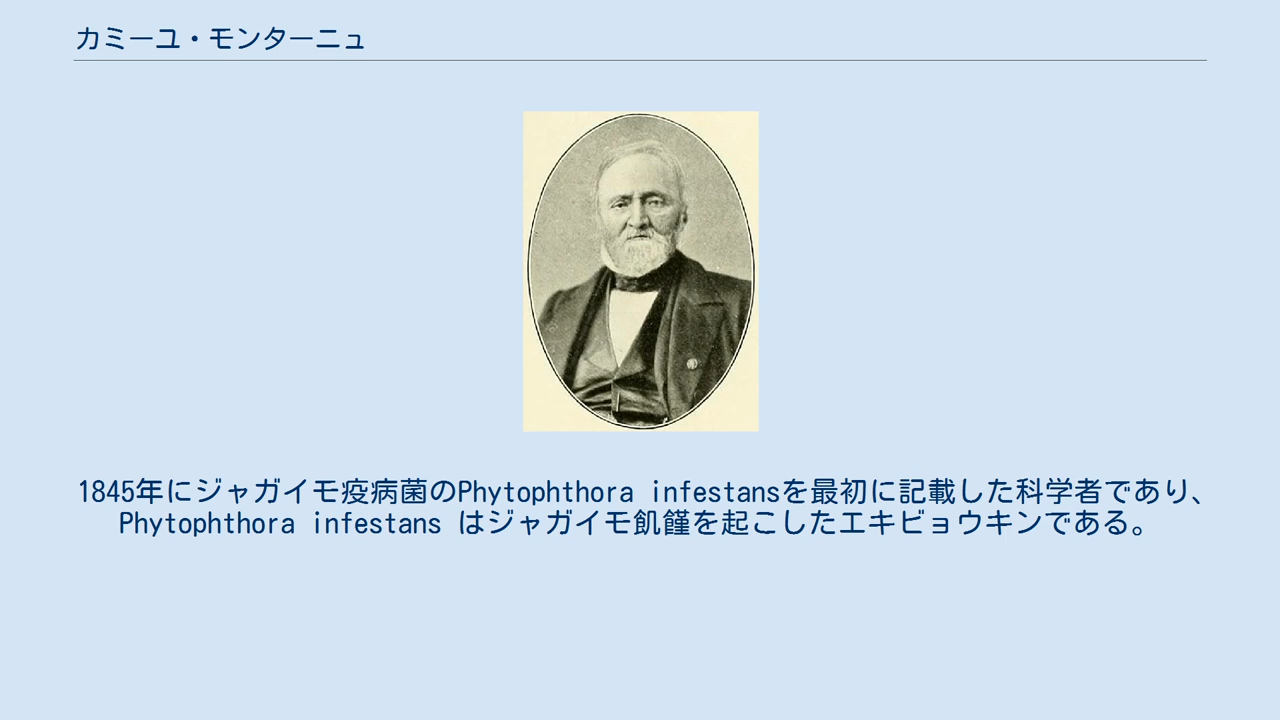 カミーユ・モンターニュ
1845年にジャガイモ疫病菌のPhytophthora infestansを最初に記載した科学者であり、
Phytophthora infestans はジャガイモ飢饉を起こしたエキビョウキンである。